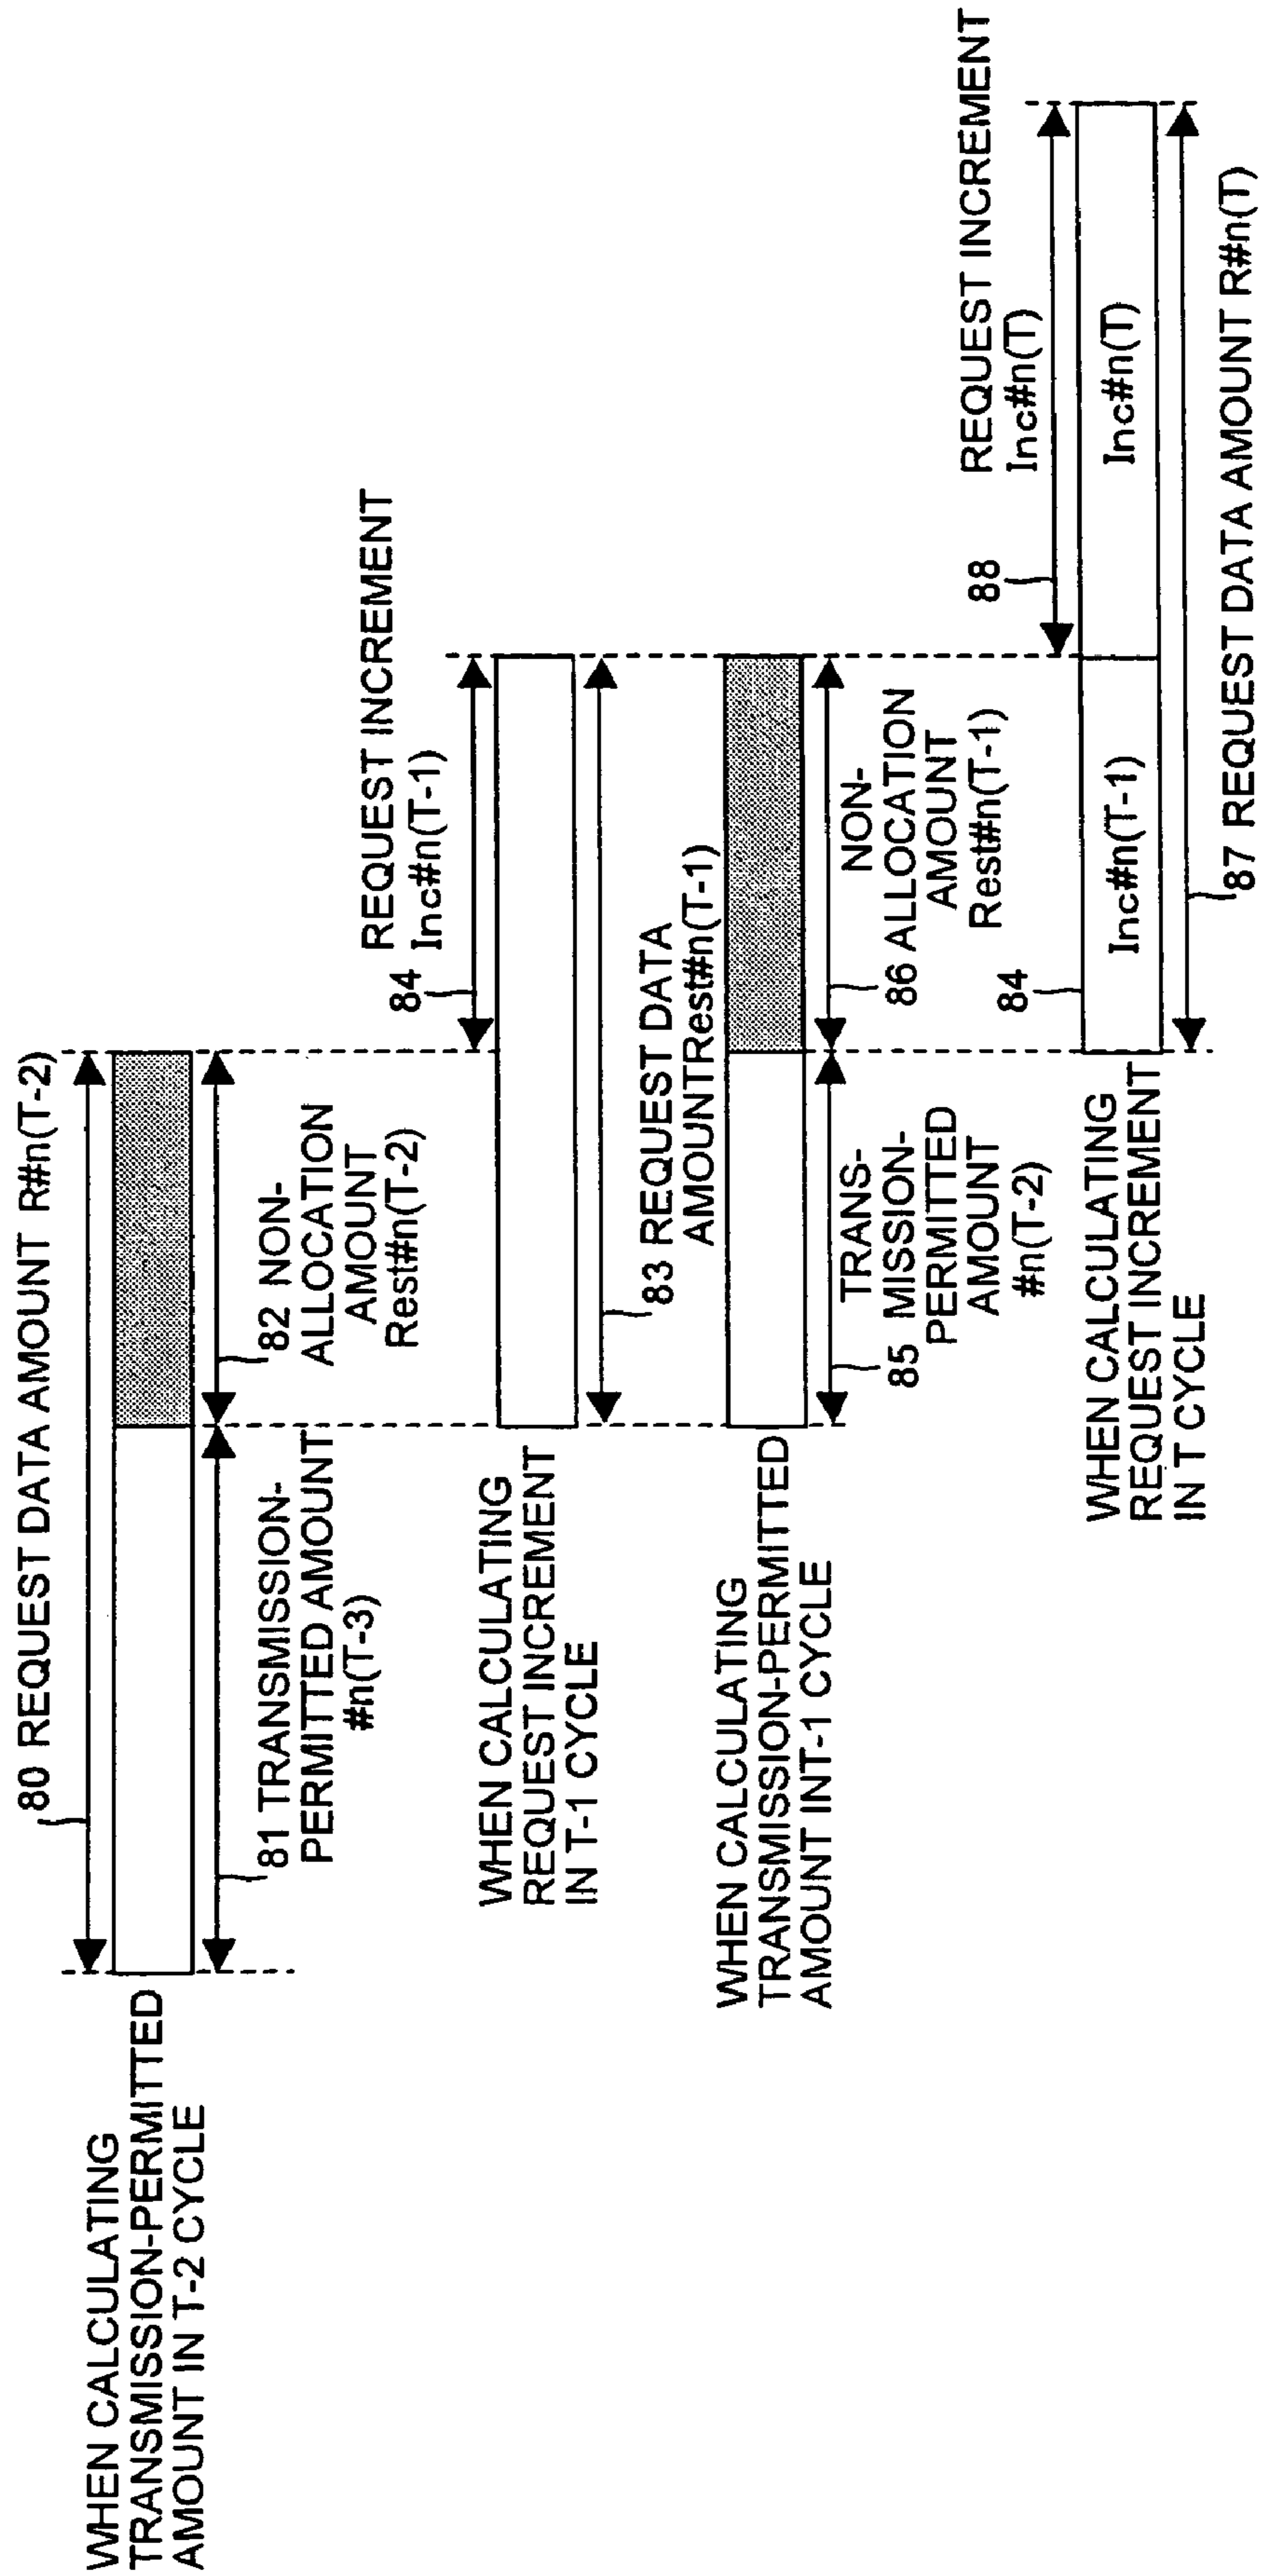 80 REQUEST DATA AMOUNT R#n(T-2)
WHEN CALCULATING
TRANSMISSION-PERMITTED
AMOUNT IN T-2 CYCLE
81 TRANSMISSION-
PERMITTED AMOUNT
#n(T-3)
82 NON-
ALLOCATION
AMOUNT
Rest#n(T-2)
REQUEST INCREMENT
84 Inc#n(T-1)
WHEN CALCULATING
REQUEST INCREMENT
IN T-1 CYCLE
83 REQUEST DATA
AMOUNTRest#n(T-1)
WHEN CALCULATING
TRANSMISSION-PERMITTED
AMOUNT INT-1 CYCLE
TRANS-
85 MISSION-
PERMITTED
AMOUNT
#n(T-2)
NON-
86 ALLOCATION
AMOUNT
Rest#n(T-1)
REQUEST INCREMENT
88 Inc#n(T)
84
WHEN CALCULATING
REQUEST INCREMENT
IN T CYCLE
Inc#n(T-1)
Inc#n(T)
87 REQUEST DATA AMOUNT R#n(T)